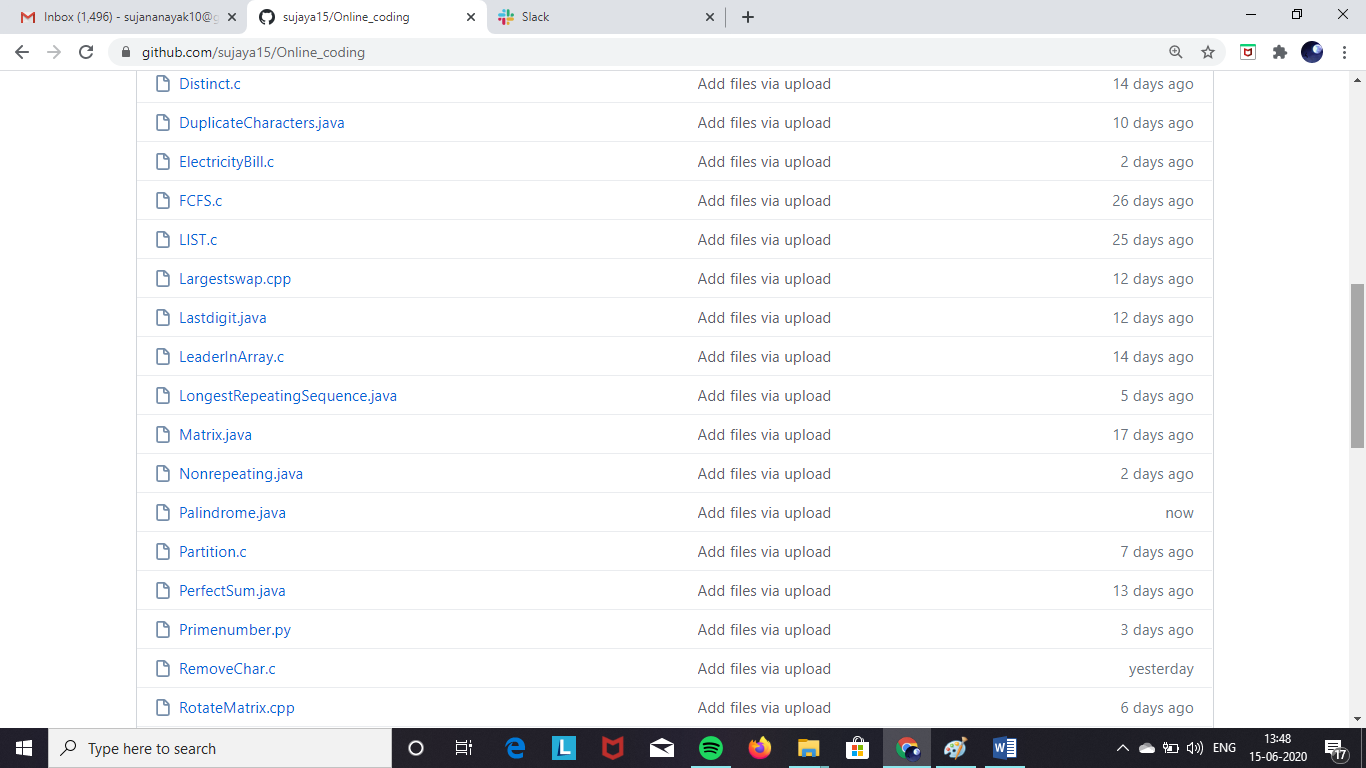 Inbox (1,496) - sujananayak10@g
sujaya15/Online_coding
Slack
github.com/sujaya15/Online_coding
Distinct.c Add files via upload 14 days ago
DuplicateCharacters.java Add files via upload 10 days ago
ElectricityBill.c Add files via upload 2 days ago
FCFS.c Add files via upload 26 days ago
LIST.c Add files via upload 25 days ago
Largestswap.cpp Add files via upload 12 days ago
Lastdigit.java Add files via upload 12 days ago
LeaderInArray.c Add files via upload 14 days ago
LongestRepeatingSequence.java Add files via upload 5 days ago
Matrix.java Add files via upload 17 days ago
Nonrepeating.java Add files via upload 2 days ago
Palindrome.java Add files via upload now
Partition.c Add files via upload 7 days ago
PerfectSum.java Add files via upload 13 days ago
Primenumber.py Add files via upload 3 days ago
RemoveChar.c Add files via upload yesterday
RotateMatrix.cpp Add files via upload 6 days ago
Type here to search
L
ENG
13:48
15-06-2020
17